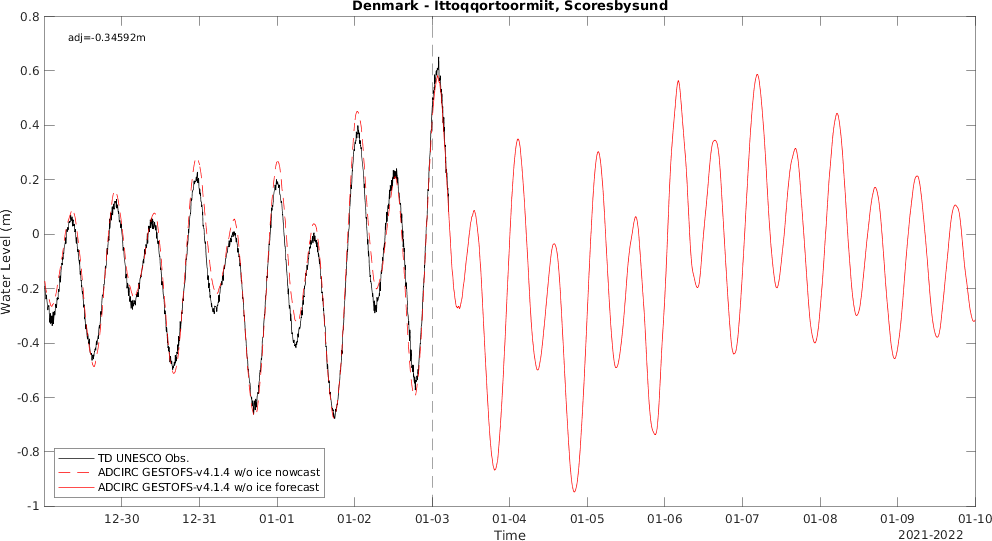 Denmark - Ittoqqortoormiit, Scoresbysund
adj=-0.34592m
0.8
0.6
0.4
0.2
0
-0.2
-0.4
-0.6
-0.8
-1
Water Level (m)
TD UNESCO Obs.
ADCIRC GESTOFS-v4.1.4 w/o ice nowcast
ADCIRC GESTOFS-v4.1.4 w/o ice forecast
12-30 12-31 01-01 01-02 01-03 01-04 01-05 01-06 01-07 01-08 01-09 01-10
Time
2021-2022